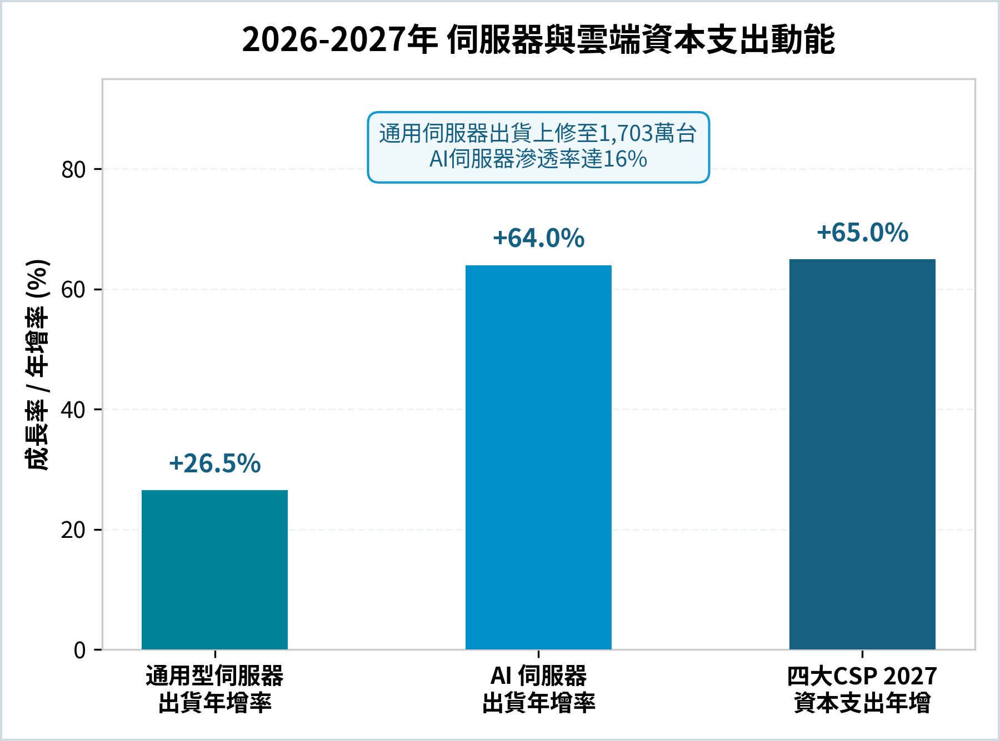 2026-2027年 伺服器與雲端資本支出動能
通用伺服器出貨上修至1,703萬台
AI伺服器滲透率達16%
成長率 / 年增率 (%)
80
60
40
20
0
+26.5%
+64.0%
+65.0%
通用型伺服器
出貨年增率
AI 伺服器
出貨年增率
四大CSP 2027
資本支出年增